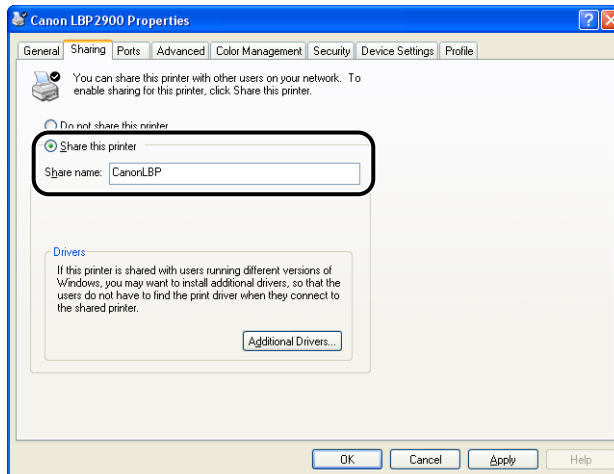 Canon LBP2900 Properties
General Sharing Ports Advanced Color Management Security Device Settings Profile
You can share this printer with other users on your network. To
enable sharing for this printer, click Share this printer.
Do not share this printer
Share this printer
Share name: CanonLBP
Drivers
If this printer is shared with users running different versions of
Windows, you may want to install additional drivers, so that the
users do not have to find the print driver when they connect to
the shared printer.
Additional Drivers...
OK Cancel Apply Help